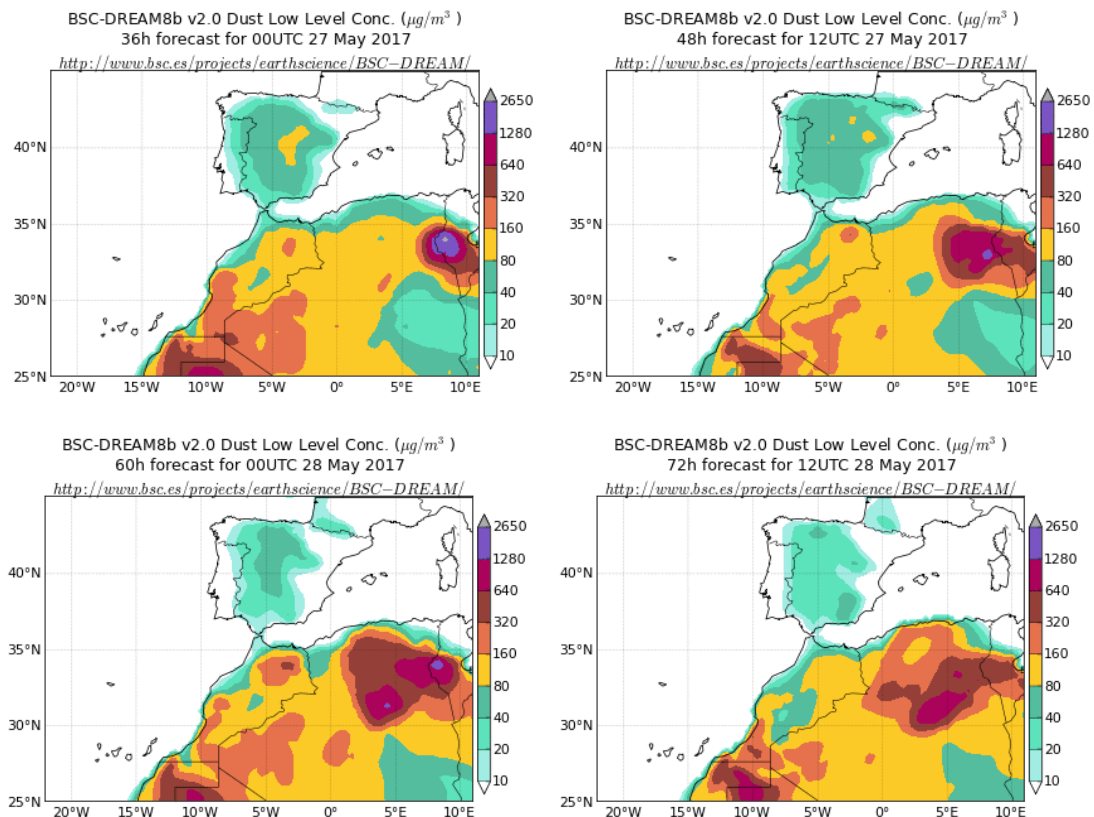 BSC-DREAM8b v2.0 Dust Low Level Conc. (μg/m³ )
36h forecast for 00UTC 27 May 2017
http://www.bsc.es/projects/earthscience/BSC−DREAM/
40°N
35°N
30°N
25°N
20°W 15°W 10°W 5°W 0° 5°E 10°E
2650
1280
640
320
160
80
40
20
10
BSC-DREAM8b v2.0 Dust Low Level Conc. (μg/m³ )
48h forecast for 12UTC 27 May 2017
http://www.bsc.es/projects/earthscience/BSC−DREAM/
40°N
35°N
30°N
25°N
20°W 15°W 10°W 5°W 0° 5°E 10°E
2650
1280
640
320
160
80
40
20
10
BSC-DREAM8b v2.0 Dust Low Level Conc. (μg/m³ )
60h forecast for 00UTC 28 May 2017
http://www.bsc.es/projects/earthscience/BSC−DREAM/
40°N
35°N
30°N
25°N
20°W 15°W 10°W 5°W 0° 5°E 10°E
2650
1280
640
320
160
80
40
20
10
BSC-DREAM8b v2.0 Dust Low Level Conc. (μg/m³ )
72h forecast for 12UTC 28 May 2017
http://www.bsc.es/projects/earthscience/BSC−DREAM/
40°N
35°N
30°N
25°N
20°W 15°W 10°W 5°W 0° 5°E 10°E
2650
1280
640
320
160
80
40
20
10